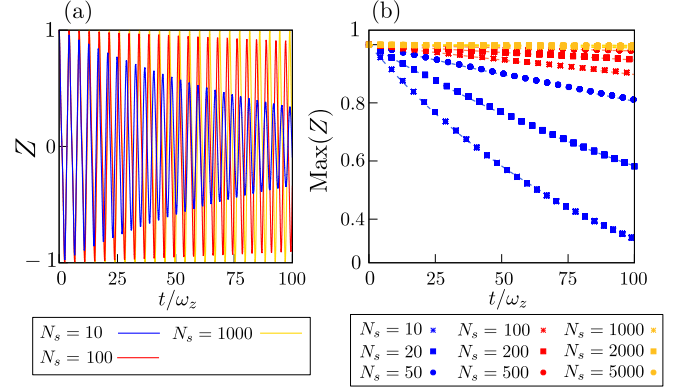 (a)
1
0
− 1
Z
0
25
50
75
100
t/ω_z
N_s = 10
N_s = 1000
N_s = 100
(b)
1
0.8
0.6
0.4
0
Max(Z)
0
25
50
75
100
t/ω_z
N_s = 10 N_s = 100 N_s = 1000
N_s = 20 N_s = 200 N_s = 2000
N_s = 50 N_s = 500 N_s = 5000